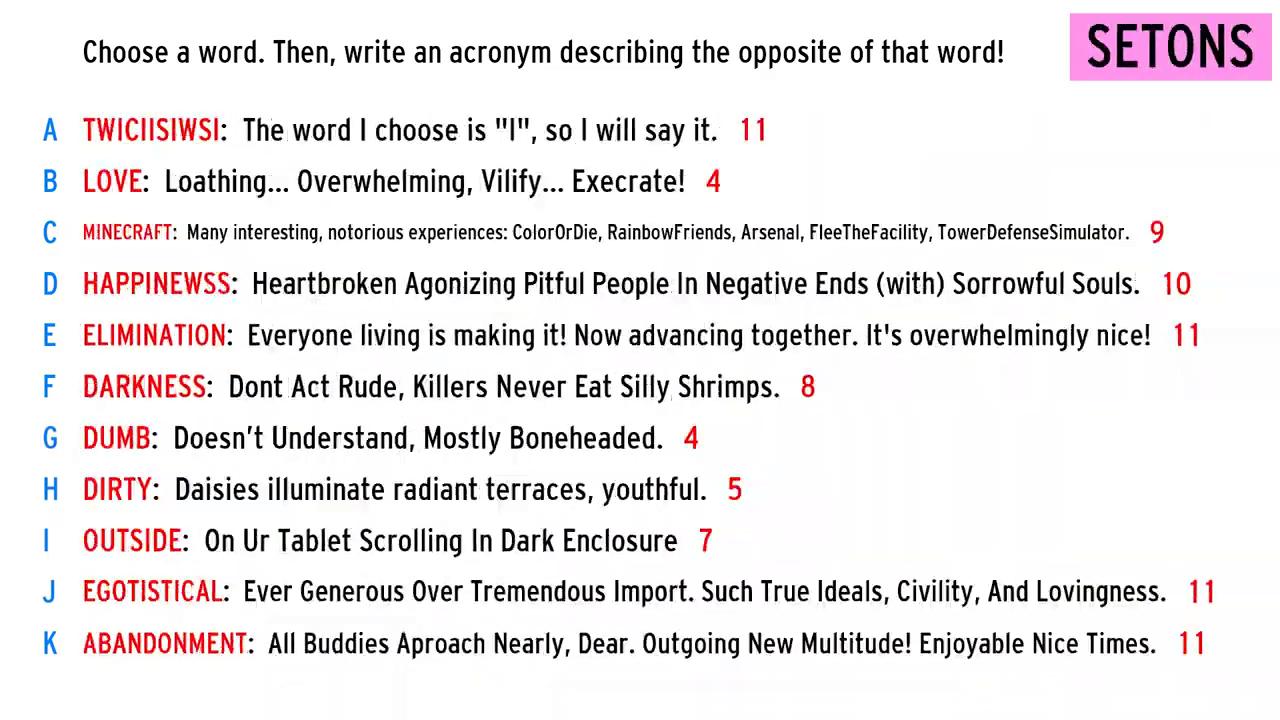 Choose a word. Then, write an acronym describing the opposite of that word!
SETONS
A TWICIISIWSI: The word I choose is "I", so I will say it. 11
B LOVE: Loathing... Overwhelming, Vilify... Execrate! 4
C MINECRAFT: Many interesting, notorious experiences: ColorOrDie, RainbowFriends, Arsenal, FleeTheFacility, TowerDefenseSimulator. 9
D HAPPINEWSS: Heartbroken Agonizing Pitful People In Negative Ends (with) Sorrowful Souls. 10
E ELIMINATION: Everyone living is making it! Now advancing together. It's overwhelmingly nice! 11
F DARKNESS: Dont Act Rude, Killers Never Eat Silly Shrimps. 8
G DUMB: Doesn’t Understand, Mostly Boneheaded. 4
H DIRTY: Daisies illuminate radiant terraces, youthful. 5
I OUTSIDE: On Ur Tablet Scrolling In Dark Enclosure 7
J EGOTISTICAL: Ever Generous Over Tremendous Import. Such True Ideals, Civility, And Lovingness. 11
K ABANDONMENT: All Buddies Aproach Nearly, Dear. Outgoing New Multitude! Enjoyable Nice Times. 11